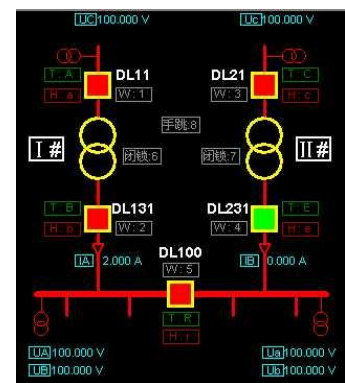 UC 100.000 V Uc 100.000 V
T:A DL11 DL21 T:C
H:a W:1 W:3 H:c
手跳:8
I# 闭锁:6 闭锁:7 II#
T:B DL131 DL231 T:E
H:b W:2 W:4 H:e
IA 2.000 A DL100 IB 0.000 A
W:5
T:R
H:r
UA 100.000 V Ua 100.000 V
UB 100.000 V Ub 100.000 V